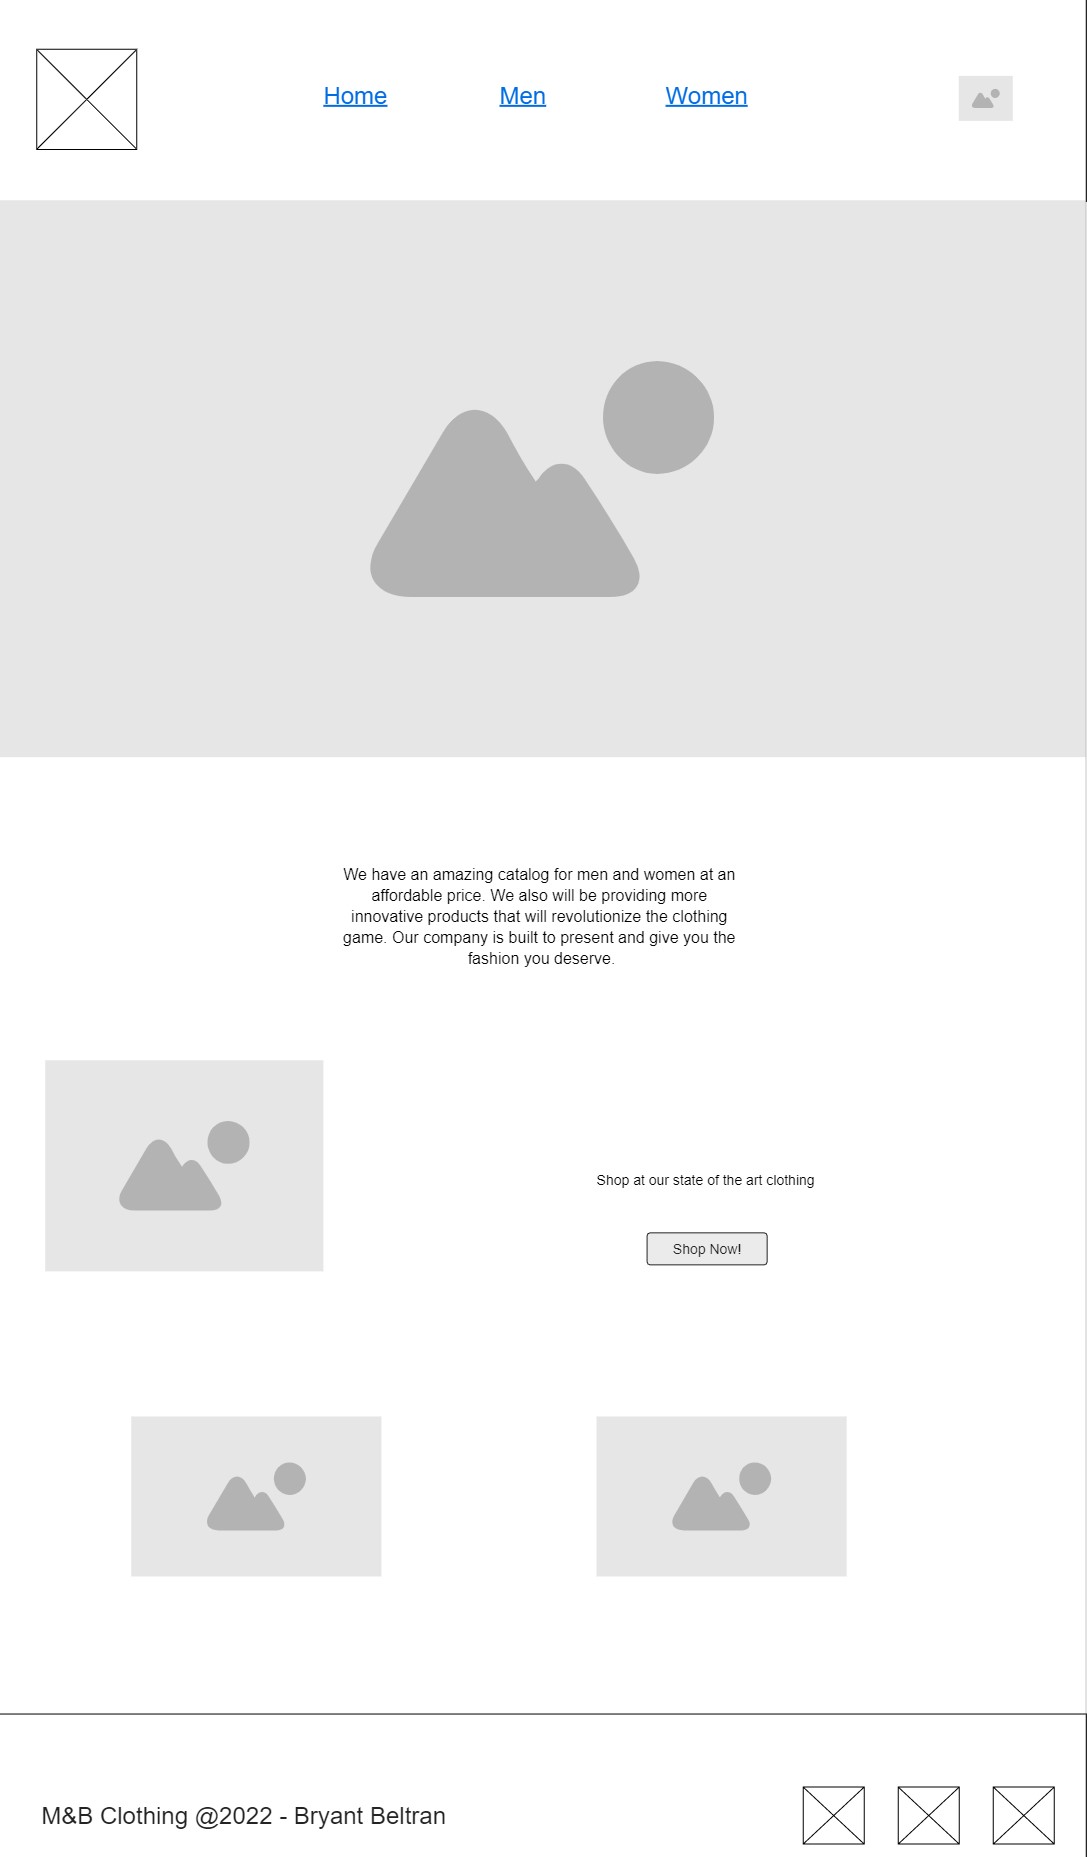 Home Men Women
We have an amazing catalog for men and women at an
affordable price. We also will be providing more
innovative products that will revolutionize the clothing
game. Our company is built to present and give you the
fashion you deserve.
Shop at our state of the art clothing
Shop Now!
M&B Clothing @2022 - Bryant Beltran